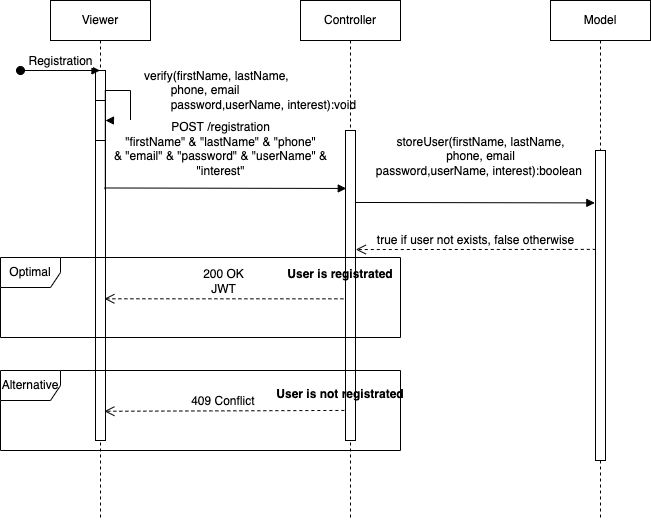 Viewer
Controller
Model
Registration
verify(firstName, lastName,
phone, email
password,userName, interest):void
POST /registration
"firstName" & "lastName" & "phone"
& "email" & "password" & "userName" &
"interest"
storeUser(firstName, lastName,
phone, email
password,userName, interest):boolean
true if user not exists, false otherwise
Optimal
200 OK
JWT
User is registrated
Alternative
User is not registrated
409 Conflict